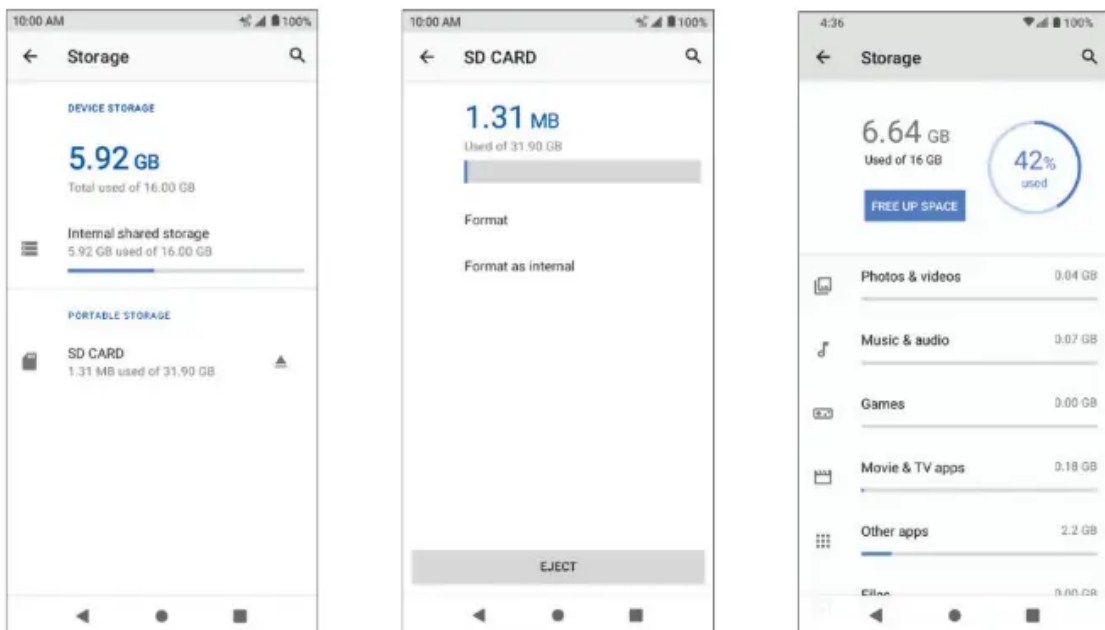 10:00 AM
100%
Storage
DEVICE STORAGE
5.92 GB
Total used of 16.00 GB
Internal shared storage
5.92 GB used of 16.00 GB
PORTABLE STORAGE
SD CARD
1.31 MB used of 31.90 GB
10:00 AM
100%
SD CARD
1.31 MB
Used of 31.90 GB
Format
Format as internal
EJECT
4:36
100%
Storage
6.64 GB
Used of 16 GB
42%
used
FREE UP SPACE
Photos & videos 0.04 GB
Music & audio 0.07 GB
Games 0.00 GB
Movie & TV apps 0.18 GB
Other apps 2.2 GB
Files 0.00 GB